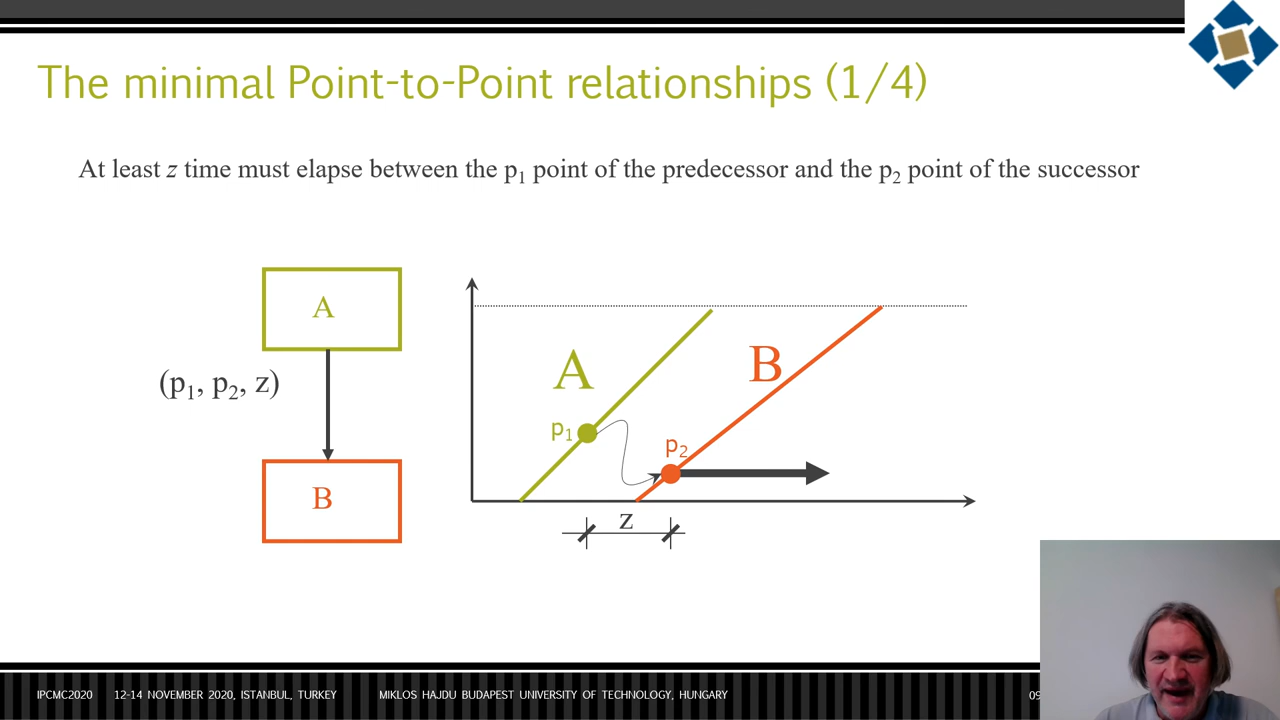 The minimal Point-to-Point relationships (1/4)
At least z time must elapse between the p₁ point of the predecessor and the p₂ point of the successor
A
(p₁, p₂, z)
B
A
B
p₁
p₂
z
IPCMC2020 12-14 NOVEMBER 2020, ISTANBUL, TURKEY MIKLOS HAJDU BUDAPEST UNIVERSITY OF TECHNOLOGY, HUNGARY